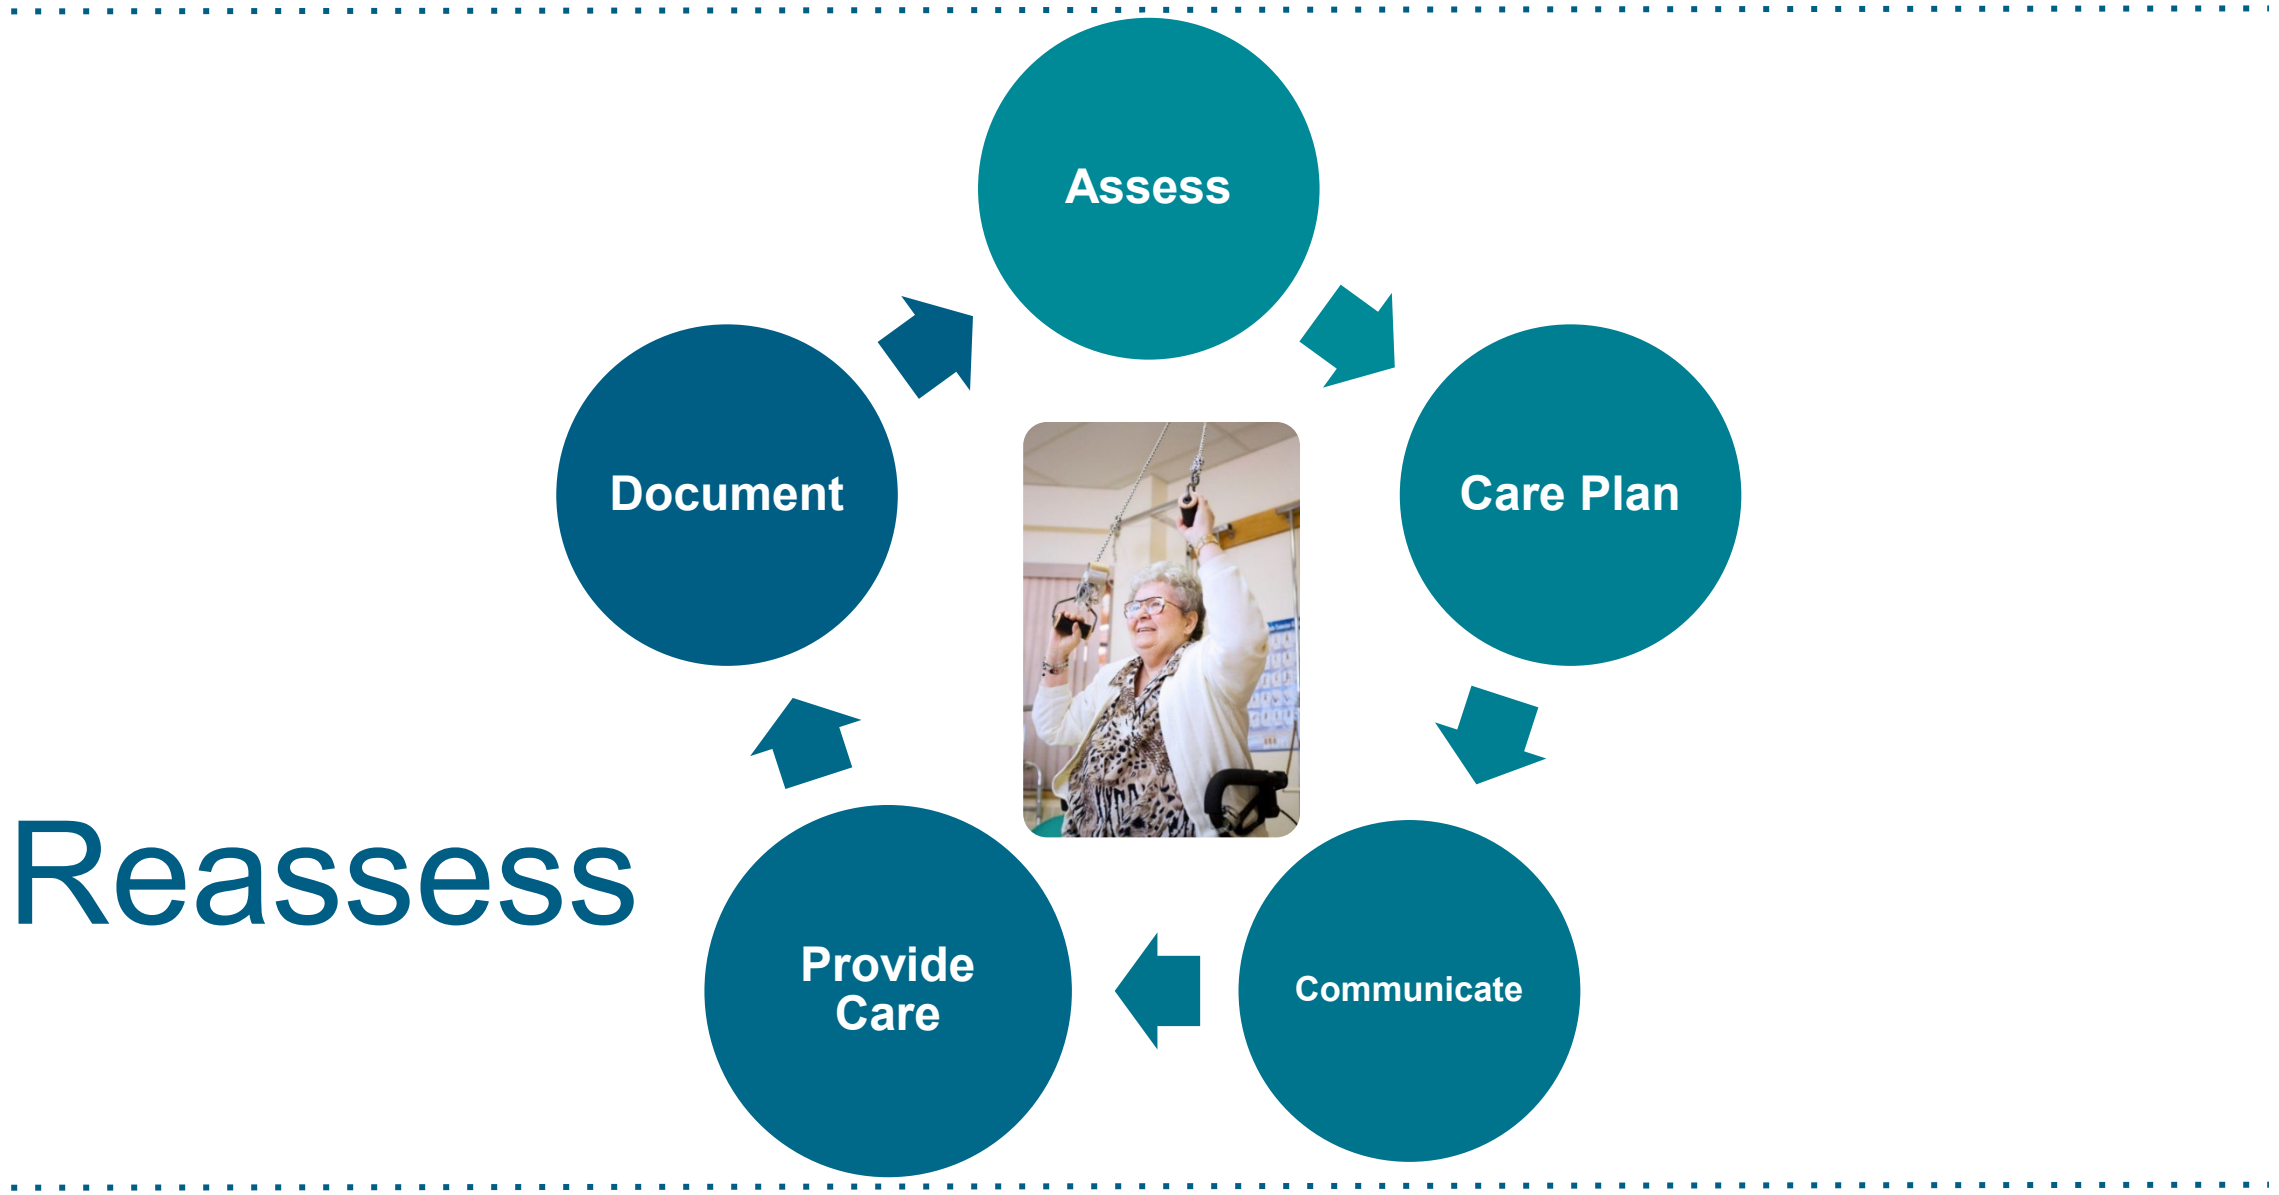 Assess
Care Plan
Communicate
Provide
Care
Document
Reassess